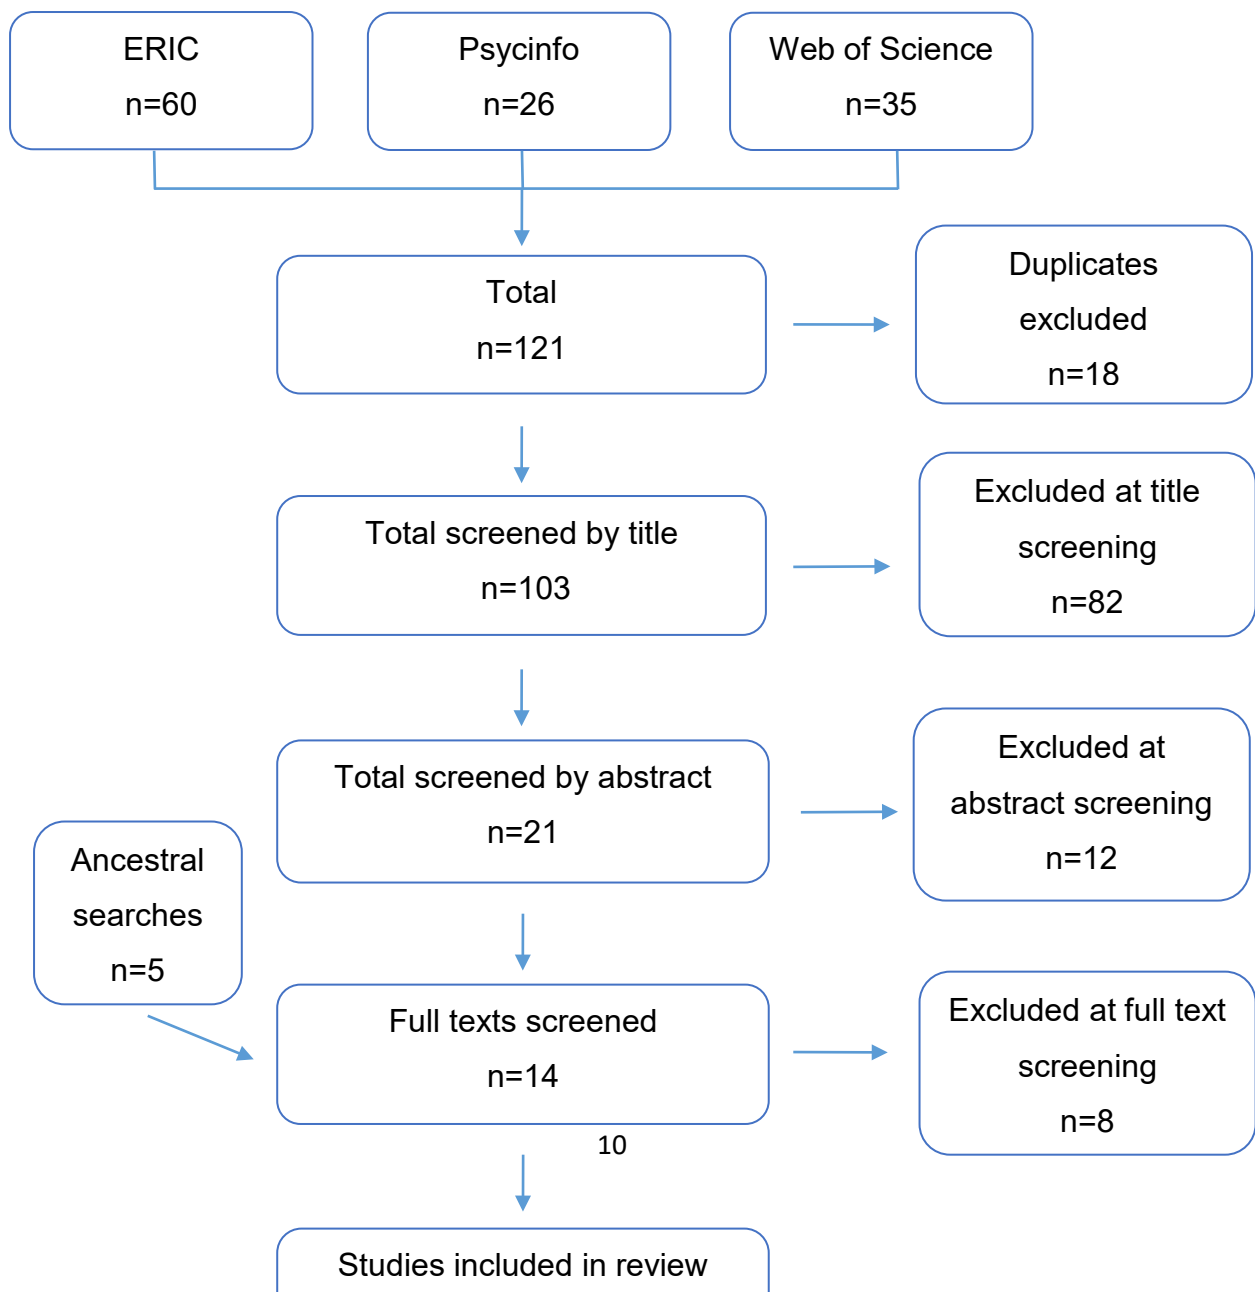 ERIC
n=60
Psycinfo
n=26
Web of Science
n=35
Total
n=121
Duplicates
excluded
n=18
Total screened by title
n=103
Excluded at title
screening
n=82
Total screened by abstract
n=21
Excluded at
abstract screening
n=12
Ancestral
searches
n=5
Full texts screened
n=14
Excluded at full text
screening
n=8
10
Studies included in review